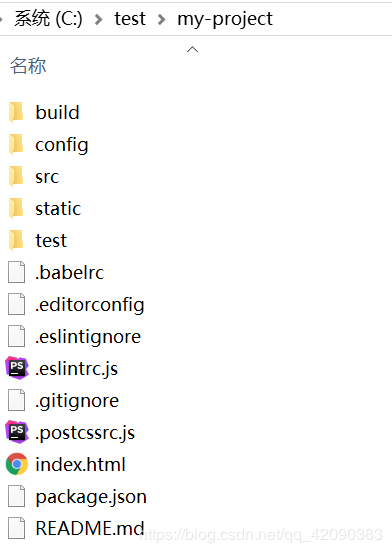 系统 (C:) > test > my-project
名称
build
config
src
static
test
.babelrc
.editorconfig
.eslintignore
PS .eslintrc.js
.gitignore
PS .postcssrc.js
index.html
package.json
README.md
https://blog.csdn.net/qq_42090383